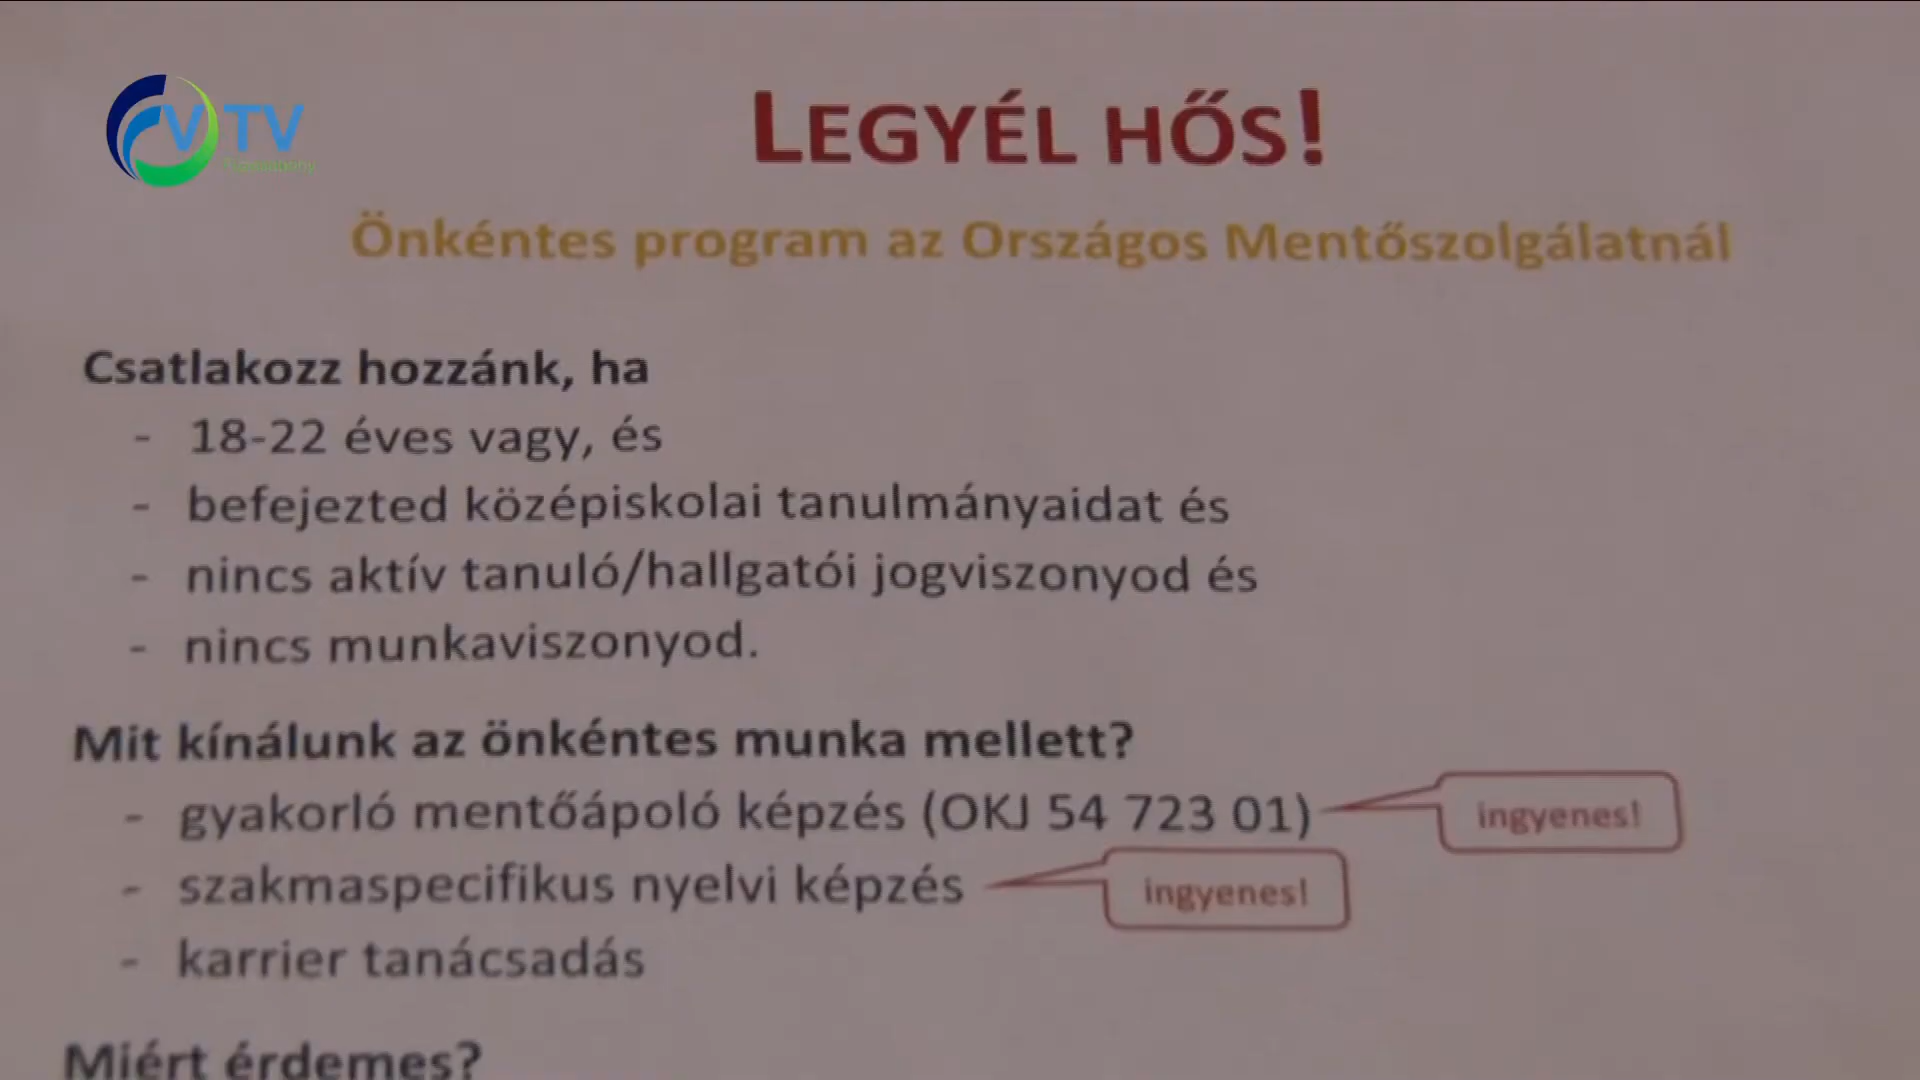 VTV
LEGYÉL HŐS!
Önkéntes program az Országos Mentőszolgálatnál
Csatlakozz hozzánk, ha
- 18-22 éves vagy, és
- befejezted középiskolai tanulmányaidat és
- nincs aktív tanuló/hallgatói jogviszonyod és
- nincs munkaviszonyod.
Mit kínálunk az önkéntes munka mellett?
- gyakorló mentőápoló képzés (OKJ 54 723 01)
ingyenes!
- szakmaspecifikus nyelvi képzés
ingyenes!
- karrier tanácsadás
Miért érdemes?